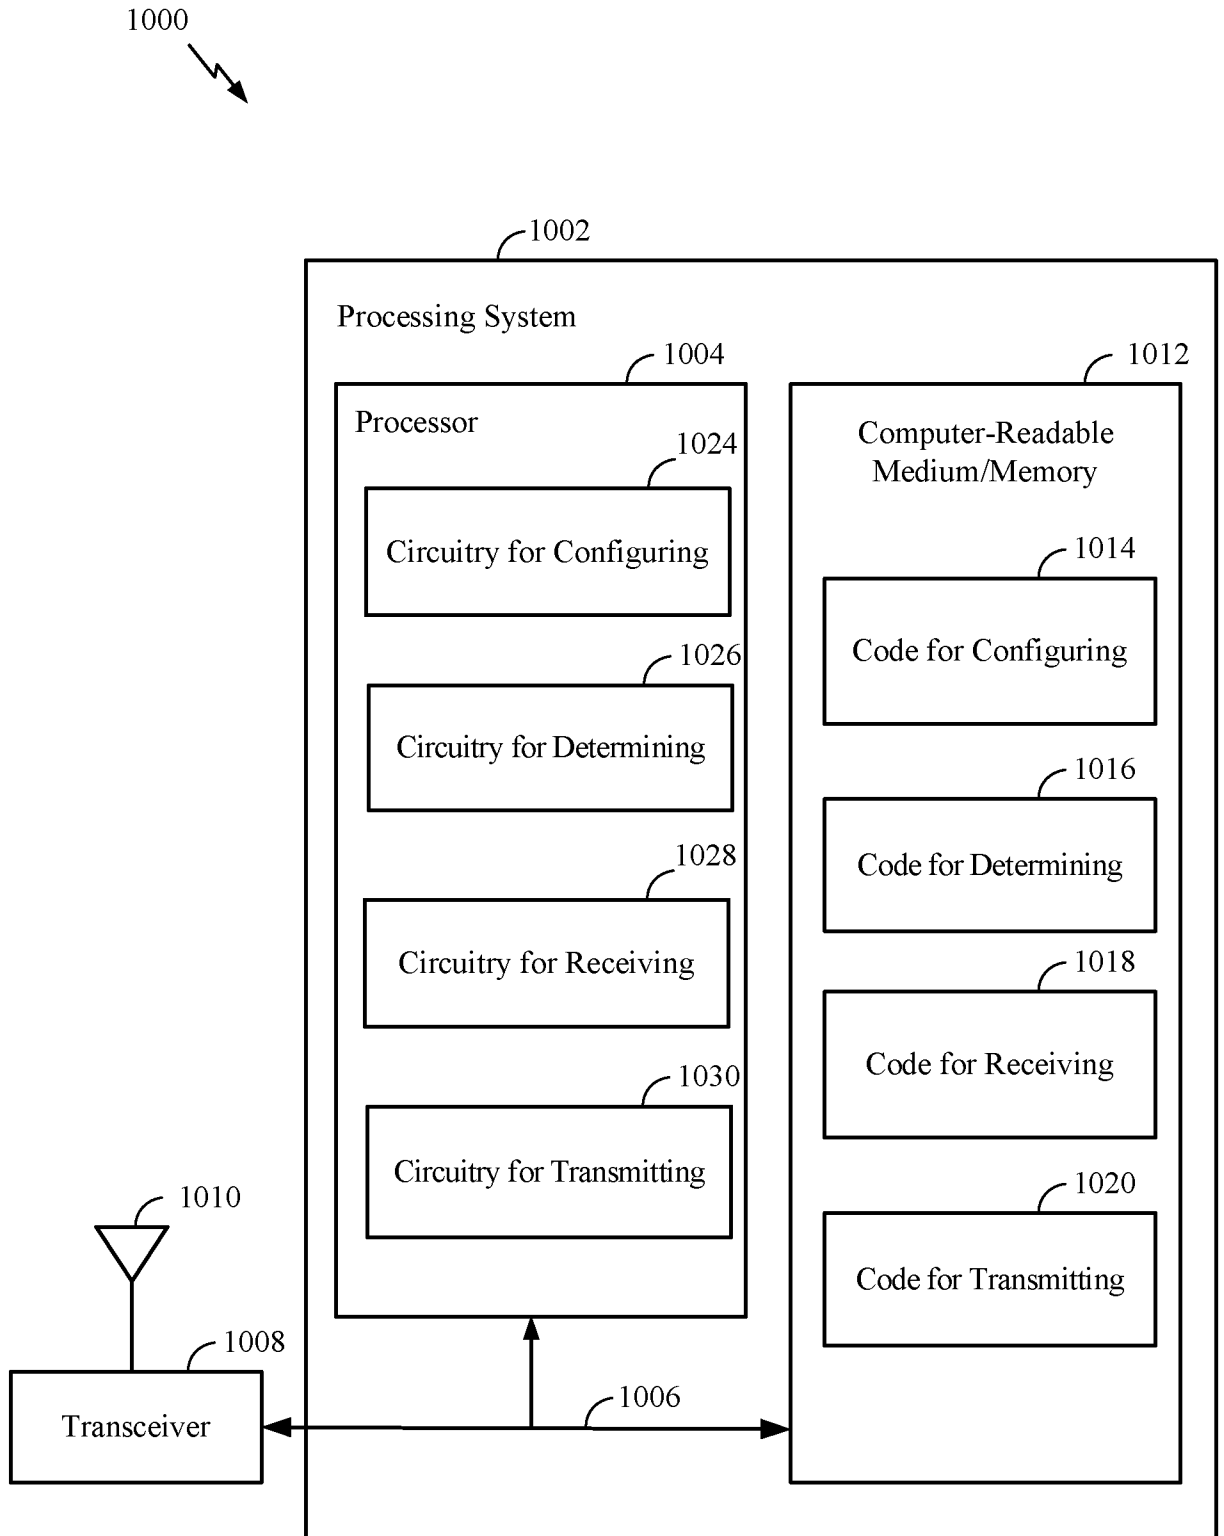 1000
1002
Processing System
1004
Processor
1024
Circuitry for Configuring
1026
Circuitry for Determining
1028
Circuitry for Receiving
1030
Circuitry for Transmitting
1012
Computer-Readable
Medium/Memory
1014
Code for Configuring
1016
Code for Determining
1018
Code for Receiving
1020
Code for Transmitting
1010
1008
Transceiver
1006